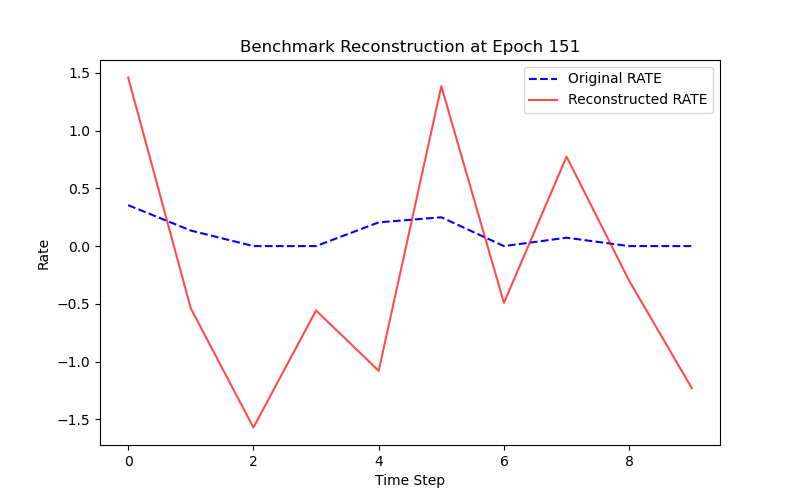 Benchmark Reconstruction at Epoch 151
Original RATE
Reconstructed RATE
1.5
1.0
0.5
0.0
−0.5
−1.0
−1.5
Rate
0 2 4 6 8
Time Step